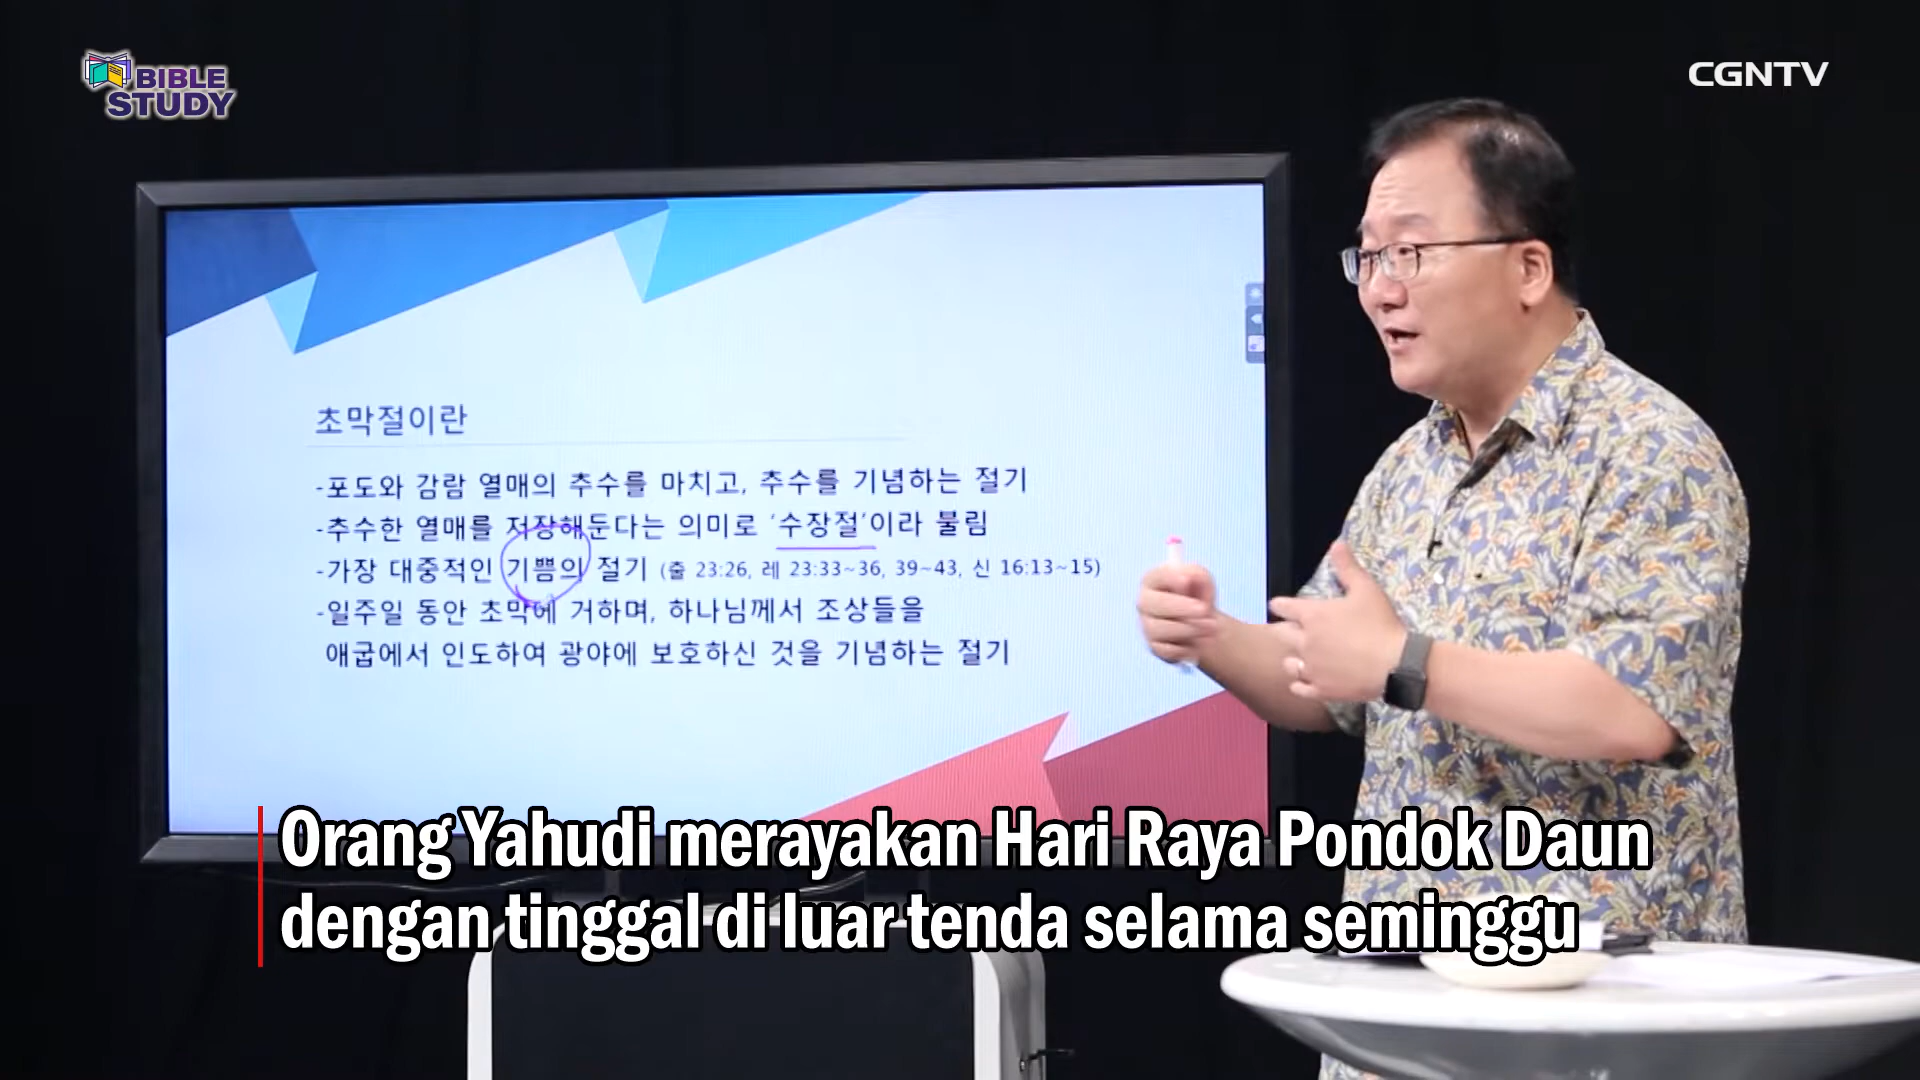 BIBLE
STUDY
CGNTV
초막절이란
-포도와 감람 열매의 추수를 마치고, 추수를 기념하는 절기
-추수한 열매를 저장해둔다는 의미로 '수장절'이라 불림
-가장 대중적인 기쁨의 절기 (출 23:26, 레 23:33~36, 39~43, 신 16:13~15)
-일주일 동안 초막에 거하며, 하나님께서 조상들을
애굽에서 인도하여 광야에 보호하신 것을 기념하는 절기
Orang Yahudi merayakan Hari Raya Pondok Daun
dengan tinggal di luar tenda selama seminggu